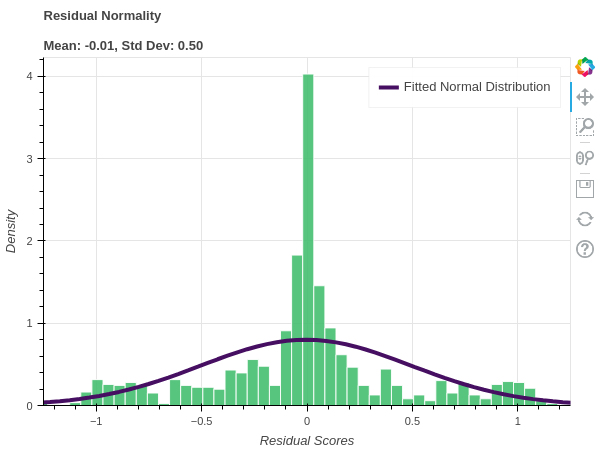 Residual Normality
Mean: -0.01, Std Dev: 0.50
Fitted Normal Distribution
4
3
2
1
0
Density
−1
−0.5
0
0.5
1
Residual Scores